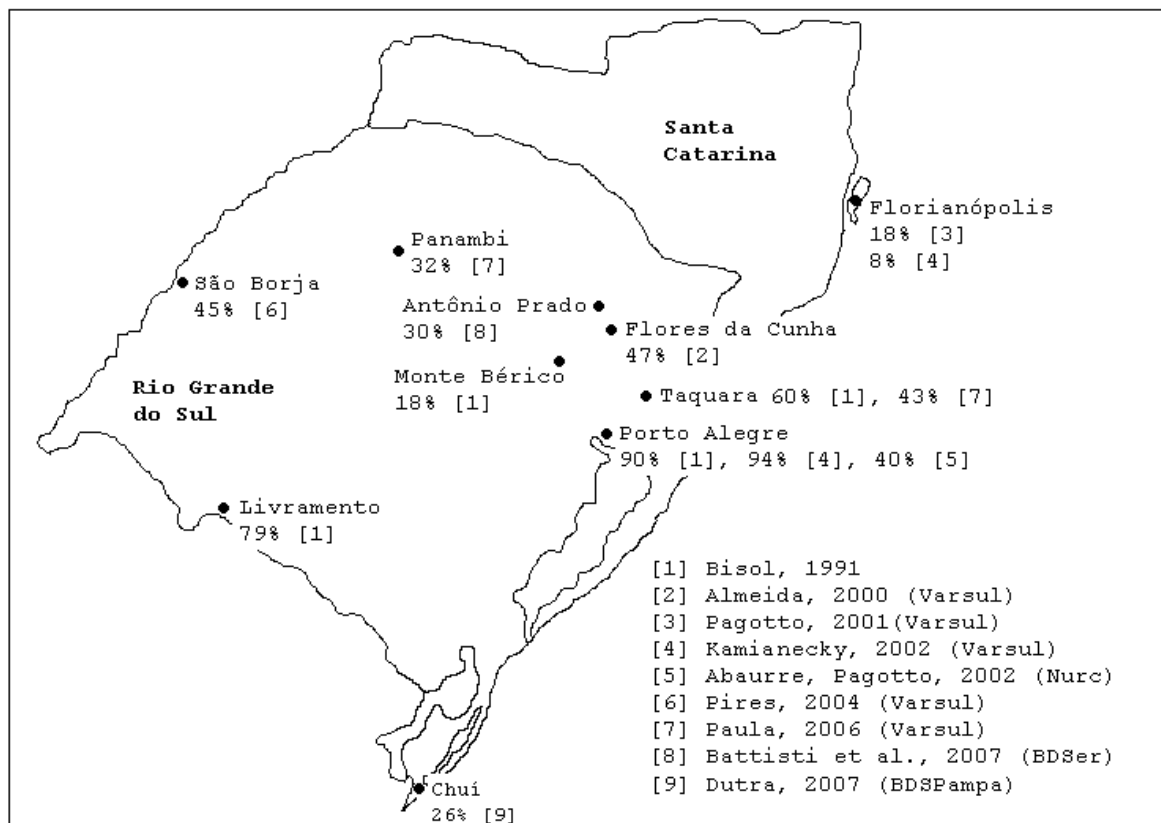 Santa
Catarina
Florianópolis
18% [3]
8% [4]
Panambi
32% [7]
São Borja
45% [6]
Antônio Prado
30% [8]
Flores da Cunha
47% [2]
Monte Bérico
18% [1]
Rio Grande
do Sul
Taquara 60% [1], 43% [7]
Porto Alegre
90% [1], 94% [4], 40% [5]
Livramento
79% [1]
[1] Bisol, 1991
[2] Almeida, 2000 (Varsul)
[3] Pagotto, 2001(Varsul)
[4] Kamianecky, 2002 (Varsul)
[5] Abaurre, Pagotto, 2002 (Nurc)
[6] Pires, 2004 (Varsul)
[7] Paula, 2006 (Varsul)
[8] Battisti et al., 2007 (BDSer)
[9] Dutra, 2007 (BDSPampa)
Chuí
26% [9]